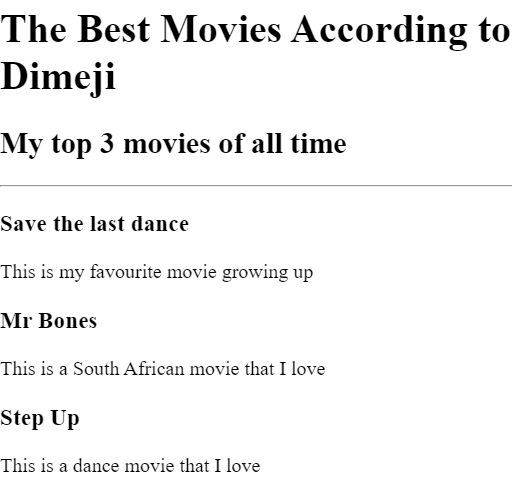 The Best Movies According to
Dimeji
My top 3 movies of all time
Save the last dance
This is my favourite movie growing up
Mr Bones
This is a South African movie that I love
Step Up
This is a dance movie that I love